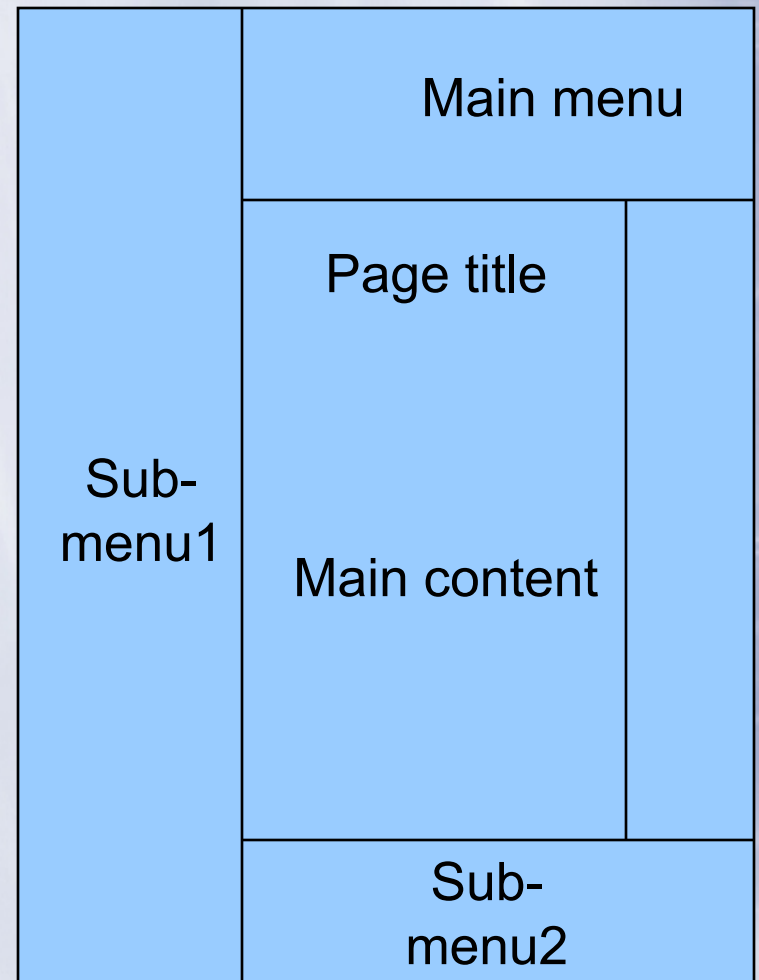 Main menu
Page title
Sub-
menu1
Main content
Sub-
menu2